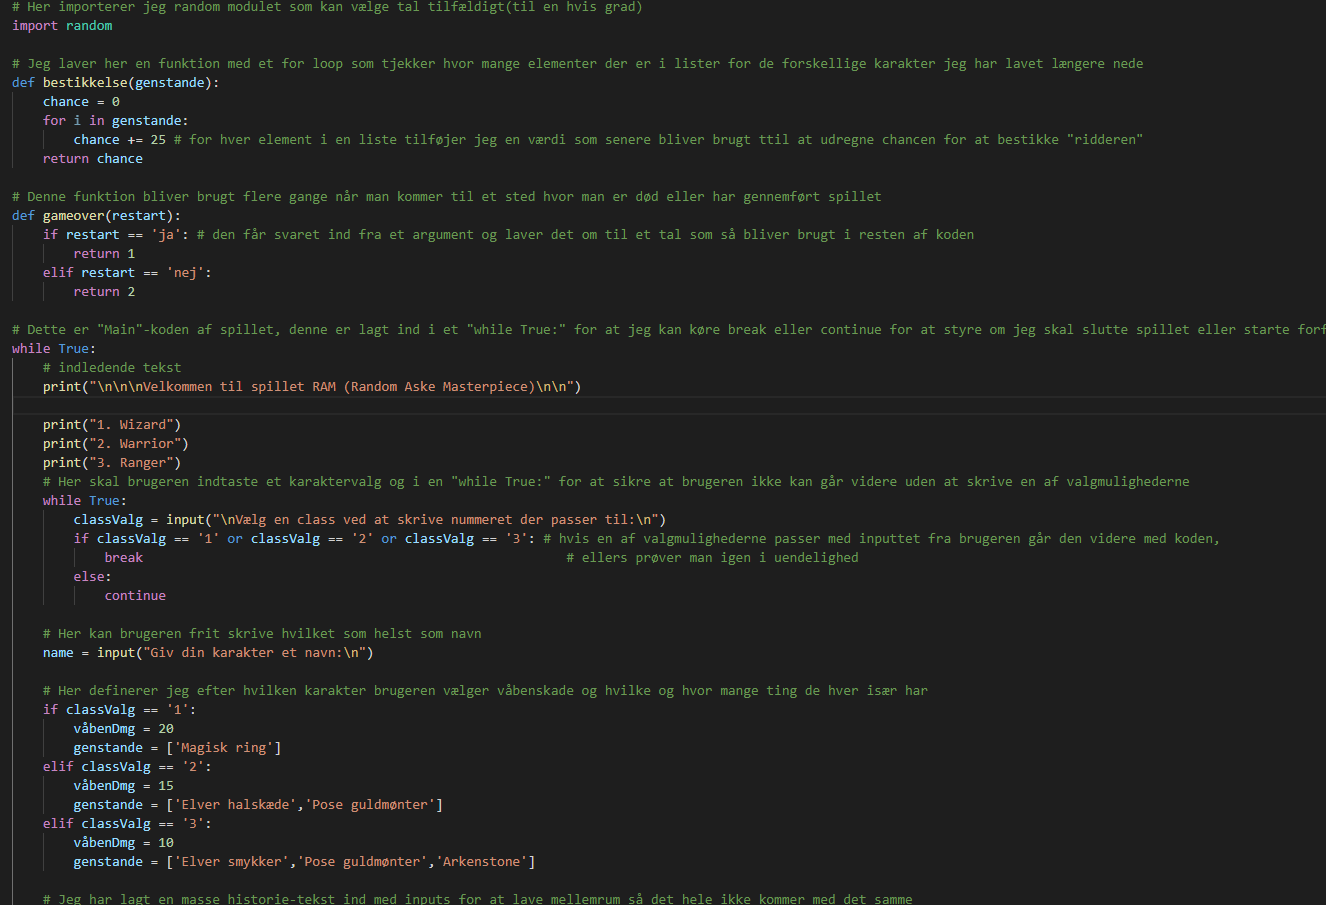 # Her importerer jeg random modulet som kan vælge tal tilfældigt(til en hvis grad)
import random
# Jeg laver her en funktion med et for loop som tjekker hvor mange elementer der er i lister for de forskellige karakter jeg har lavet længere nede
def bestikkelse(genstande):
    chance = 0
    for i in genstande:
        chance += 25 # for hver element i en liste tilføjer jeg en værdi som senere bliver brugt ttil at udregne chancen for at bestikke "ridderen"
    return chance
# Denne funktion bliver brugt flere gange når man kommer til et sted hvor man er død eller har gennemført spillet
def gameover(restart):
    if restart == 'ja': # den får svaret ind fra et argument og laver det om til et tal som så bliver brugt i resten af koden
        return 1
    elif restart == 'nej':
        return 2
# Dette er "Main"-koden af spillet, denne er lagt ind i et "while True:" for at jeg kan køre break eller continue for at styre om jeg skal slutte spillet eller starte
while True:
    # indledende tekst
    print("\n\n\nVelkommen til spillet RAM (Random Aske Masterpiece)\n\n")
    print("1. Wizard")
    print("2. Warrior")
    print("3. Ranger")
    # Her skal brugeren indtaste et karaktervalg og i en "while True:" for at sikre at brugeren ikke kan går videre uden at skrive en af valgmulighederne
    while True:
        classValg = input("\nVælg en class ved at skrive nummeret der passer til:\n")
        if classValg == '1' or classValg == '2' or classValg == '3': # hvis en af valgmulighederne passer med inputtet fra brugeren går den videre med koden,
            break                                                       # ellers prøver man igen i uendelighed
        else:
            continue
    # Her kan brugeren frit skrive hvilket som helst som navn
    name = input("Giv din karakter et navn:\n")
    # Her definerer jeg efter hvilken karakter brugeren vælger våbenskade og hvilke og hvor mange ting de hver især har
    if classValg == '1':
        våbenDmg = 20
        genstande = ['Magisk ring']
    elif classValg == '2':
        våbenDmg = 15
        genstande = ['Elver halskæde','Pose guldmønter']
    elif classValg == '3':
        våbenDmg = 10
        genstande = ['Elver smykker','Pose guldmønter','Arkenstone']
    # Jeg har lagt en masse historie-tekst ind med inputs for at lave mellemrum så det hele ikke kommer med det samme